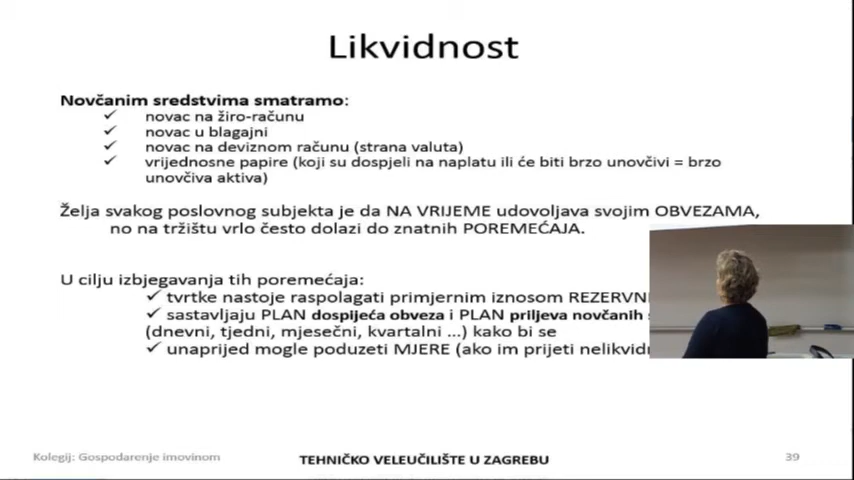 Likvidnost
Novčanim sredstvima smatramo:
✓ novac na žiro-računu
✓ novac u blagajni
✓ novac na deviznom računu (strana valuta)
✓ vrijednosne papire (koji su dospjeli na naplatu ili će biti brzo unovčivi = brzo
unovčiva aktiva)
Želja svakog poslovnog subjekta je da NA VRIJEME udovoljava svojim OBVEZAMA,
no na tržištu vrlo često dolazi do znatnih POREMEĆAJA.
U cilju izbjegavanja tih poremećaja:
✓ tvrtke nastoje raspolagati primjernim iznosom
✓ sastavljaju PLAN dospijeća obveza i PLAN priljeva novčanih
(dnevni, tjedni, mjesečni, kvartalni ...) kako bi se
✓ unaprijed mogle poduzeti MJERE (ako im prijeti
Kolegij: Gospodarenje imovinom
TEHNIČKO VELEUČILIŠTE U ZAGREBU
39